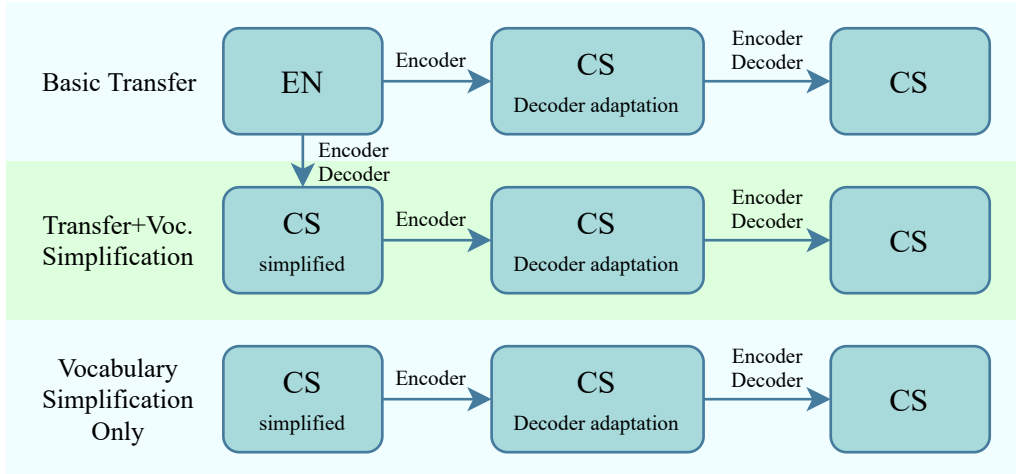 Basic Transfer
EN
Encoder
CS
Decoder adaptation
Encoder
Decoder
CS
Encoder
Decoder
Transfer+Voc.
Simplification
CS
simplified
Encoder
CS
Decoder adaptation
Encoder
Decoder
CS
Vocabulary
Simplification
Only
CS
simplified
Encoder
CS
Decoder adaptation
Encoder
Decoder
CS